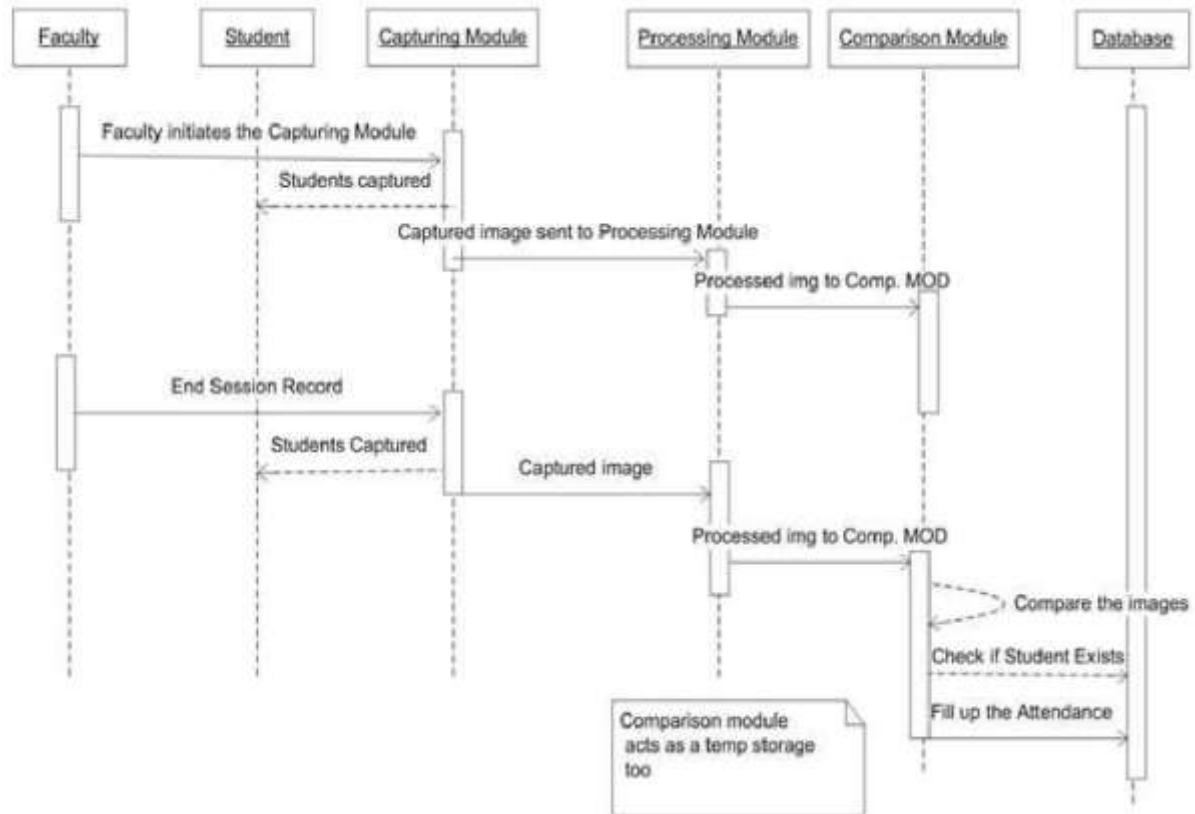 Faculty
Student
Capturing Module
Processing Module
Comparison Module
Database
Faculty initiates the Capturing Module
Students captured
Captured image sent to Processing Module
Processed img to Comp. MOD
End Session Record
Students Captured
Captured image
Processed img to Comp. MOD
Compare the images
Check if Student Exists
Fill up the Attendance
Comparison module
acts as a temp storage
too